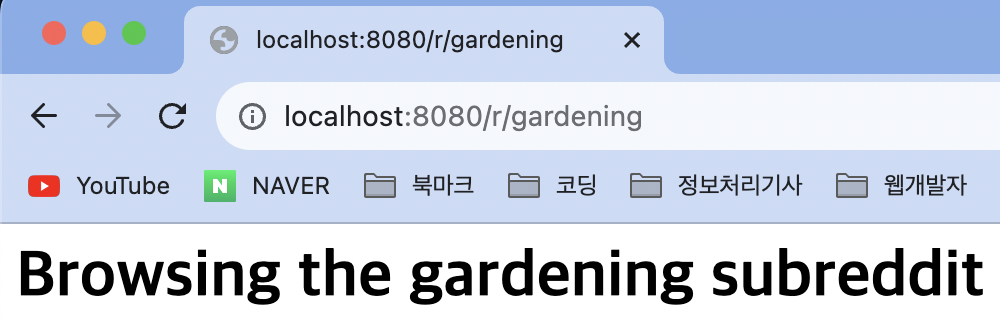 localhost:8080/r/gardening
localhost:8080/r/gardening
YouTube N NAVER 북마크 코딩 정보처리기사 웹개발자
Browsing the gardening subreddit